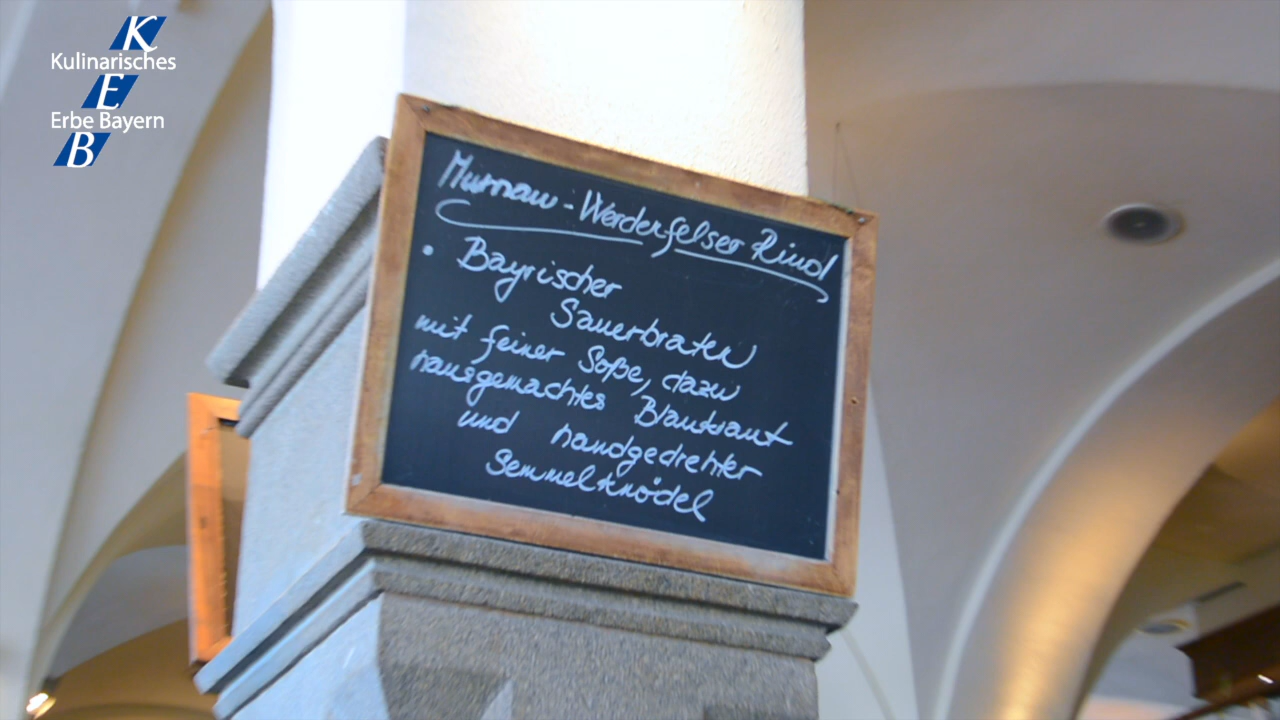 K
Kulinarisches
E
Erbe Bayern
B
Murnau-Werdenfelser Rind
• Bayrischer
Sauerbraten
mit feiner Soße, dazu
hausgemachtes Blaukraut
und handgedrehter
Semmelknödel